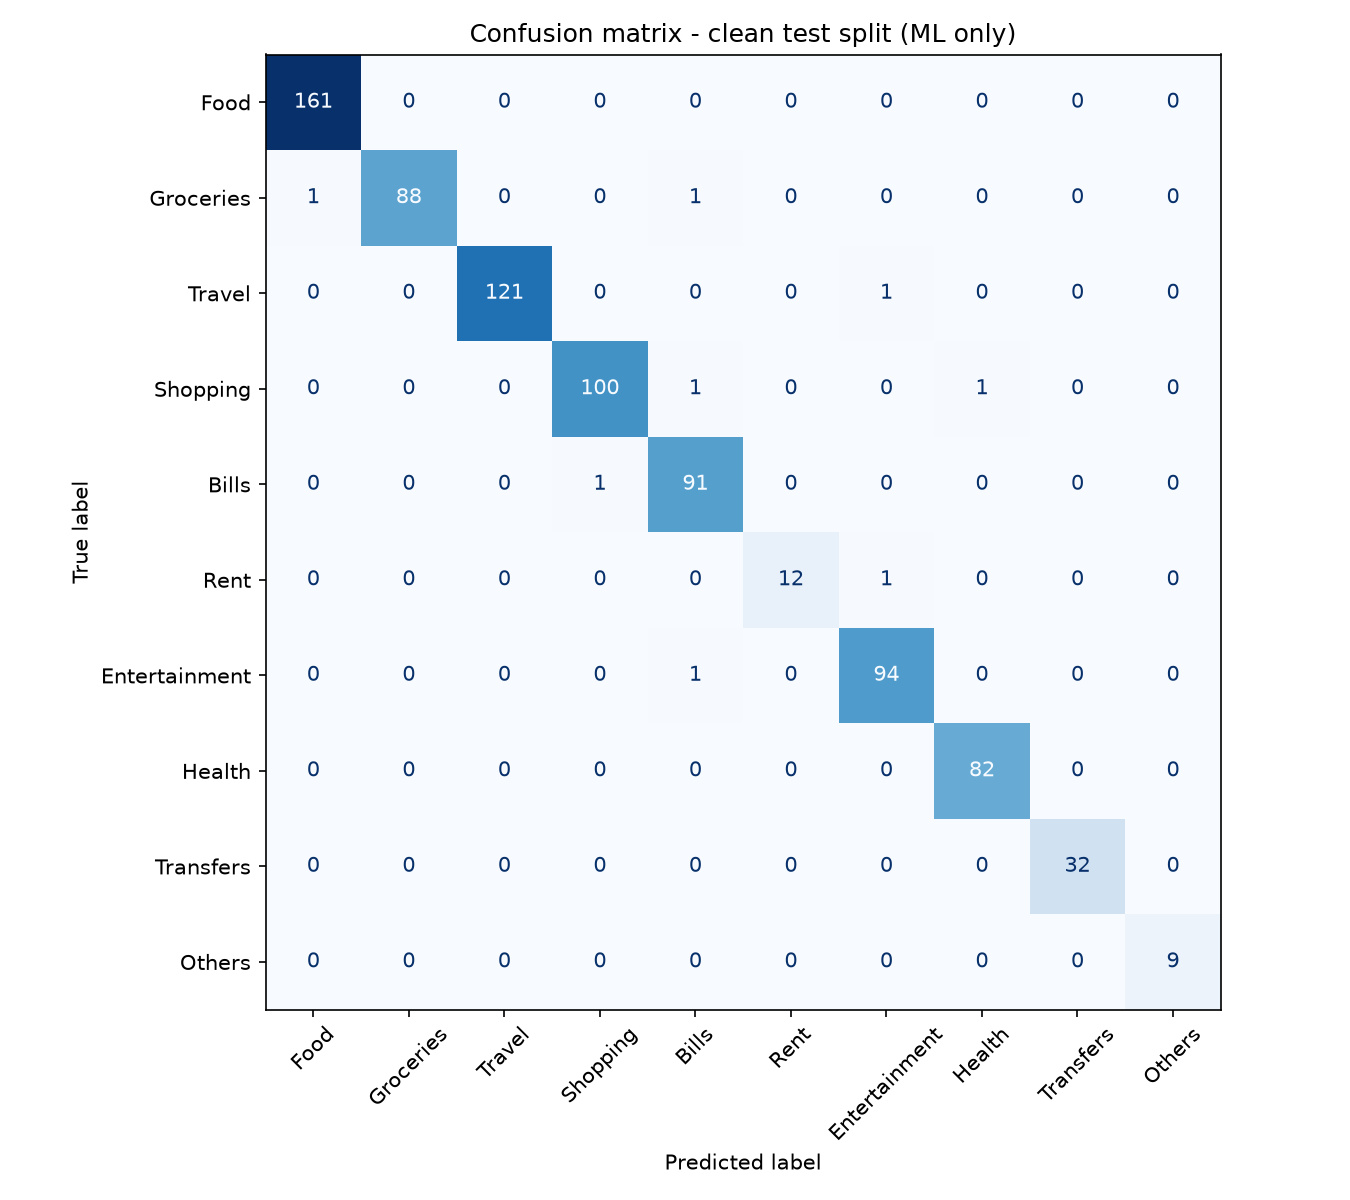 Confusion matrix - clean test split (ML only)
Food 161 0 0 0 0 0 0 0 0 0
Groceries 1 88 0 0 1 0 0 0 0 0
Travel 0 0 121 0 0 0 1 0 0 0
Shopping 0 0 0 100 1 0 0 1 0 0
Bills 0 0 0 1 91 0 0 0 0 0
Rent 0 0 0 0 0 12 1 0 0 0
Entertainment 0 0 0 0 1 0 94 0 0 0
Health 0 0 0 0 0 0 0 82 0 0
Transfers 0 0 0 0 0 0 0 0 32 0
Others 0 0 0 0 0 0 0 0 0 9
True label
Food Groceries Travel Shopping Bills Rent Entertainment Health Transfers Others
Predicted label